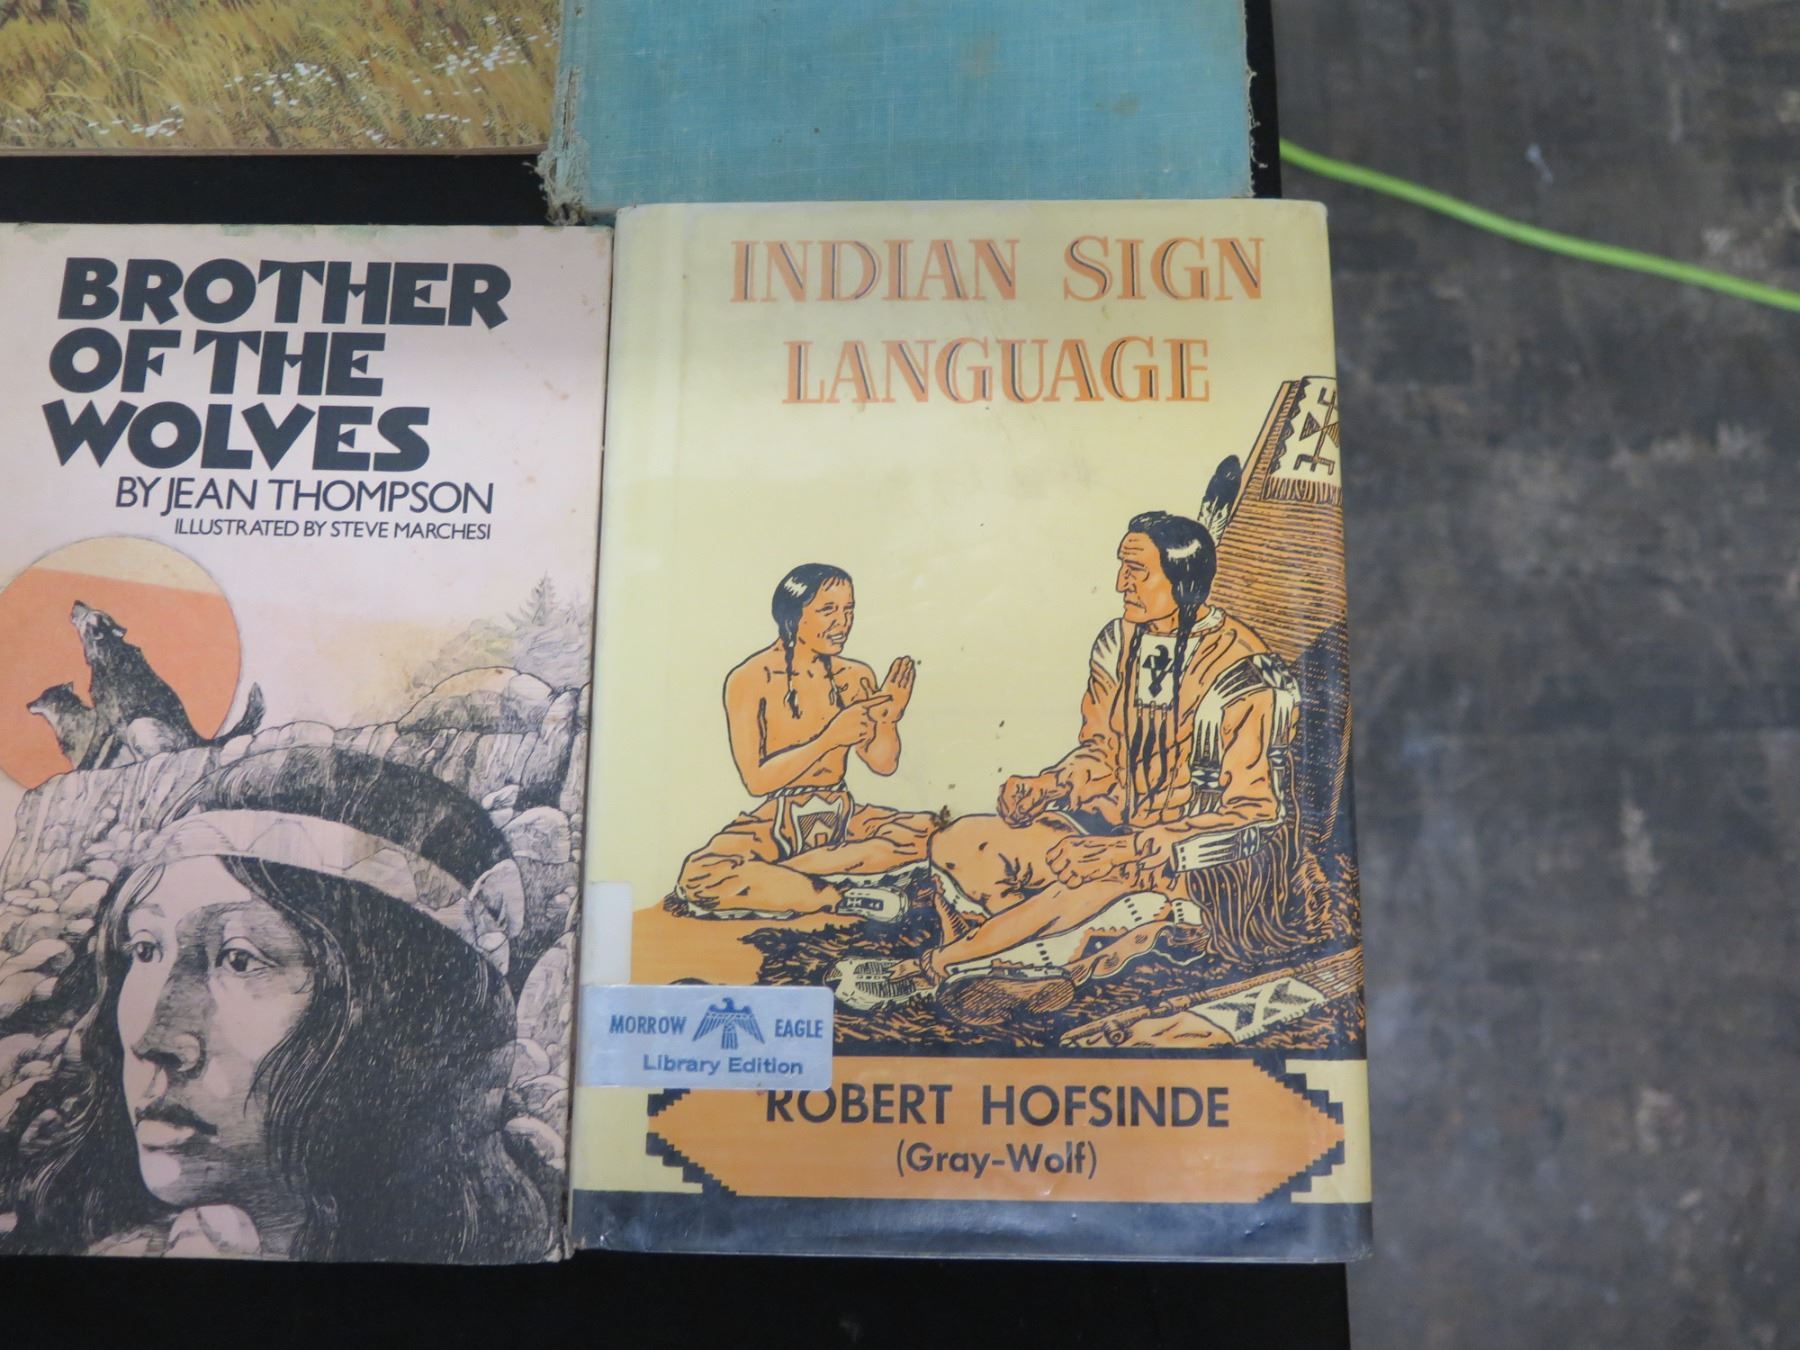 BROTHER
OF THE
WOLVES
BY JEAN THOMPSON
ILLUSTRATED BY STEVE MARCHESI
INDIAN SIGN
LANGUAGE
MORROW EAGLE
Library Edition
ROBERT HOFSINDE
(Gray-Wolf)